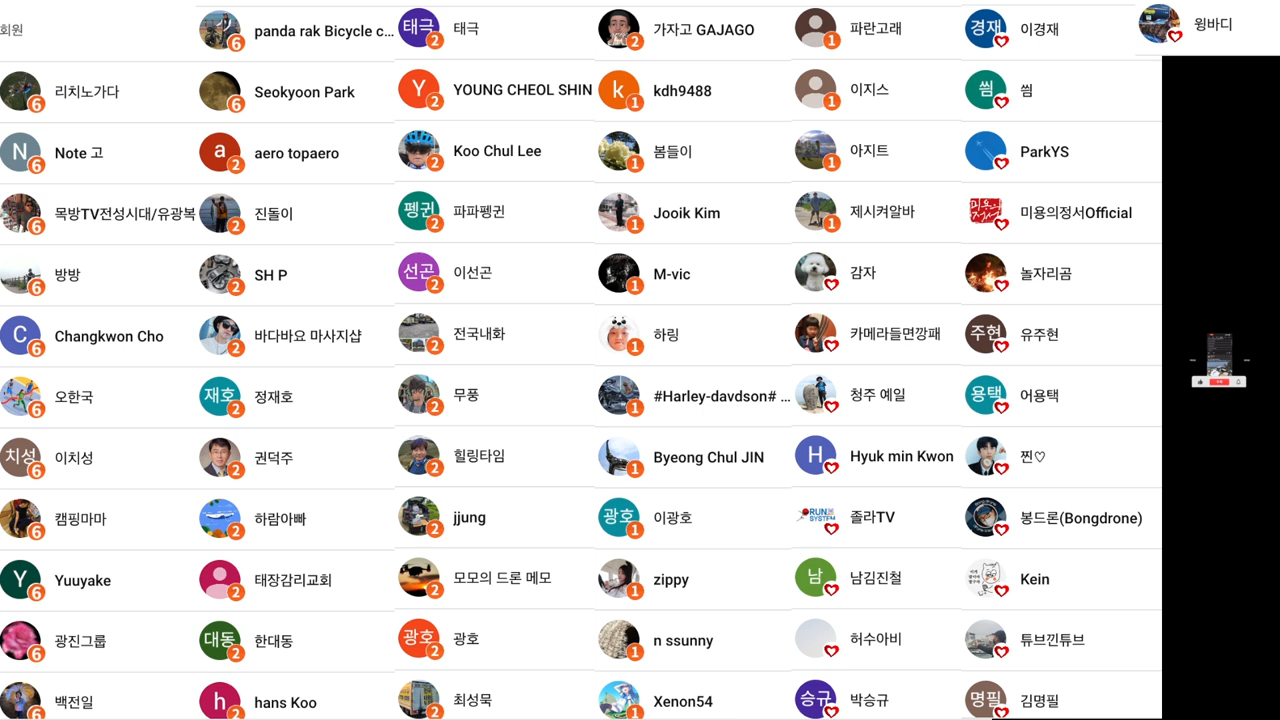 회원
리치노가다
Note 고
목방TV전성시대/유광복
방방
Changkwon Cho
오한국
이치성
캠핑마마
Yuuyake
광진그룹
백전일
panda rak Bicycle c...
Seokyoon Park
aero topaero
진돌이
SH P
바다바요 마사지샵
정재호
권덕주
하람아빠
태장감리교회
한대동
hans Koo
태극
YOUNG CHEOL SHIN
Koo Chul Lee
파파펭귄
이선곤
전국내화
무풍
힐링타임
jjung
모모의 드론 메모
광호
최성묵
가자고 GAJAGO
kdh9488
봄들이
Jooik Kim
M-vic
하링
#Harley-davdson# ...
Byeong Chul JIN
이광호
zippy
n ssunny
Xenon54
파란고래
이지스
아지트
제시켜알바
감자
카메라들면깡패
청주 예일
Hyuk min Kwon
졸라TV
남김진철
허수아비
박승규
이경재
씸
ParkYS
미용의정서Official
놀자리곰
유주현
어용택
찐♡
봉드론(Bongdrone)
Kein
튜브낀튜브
김명필
윙바디